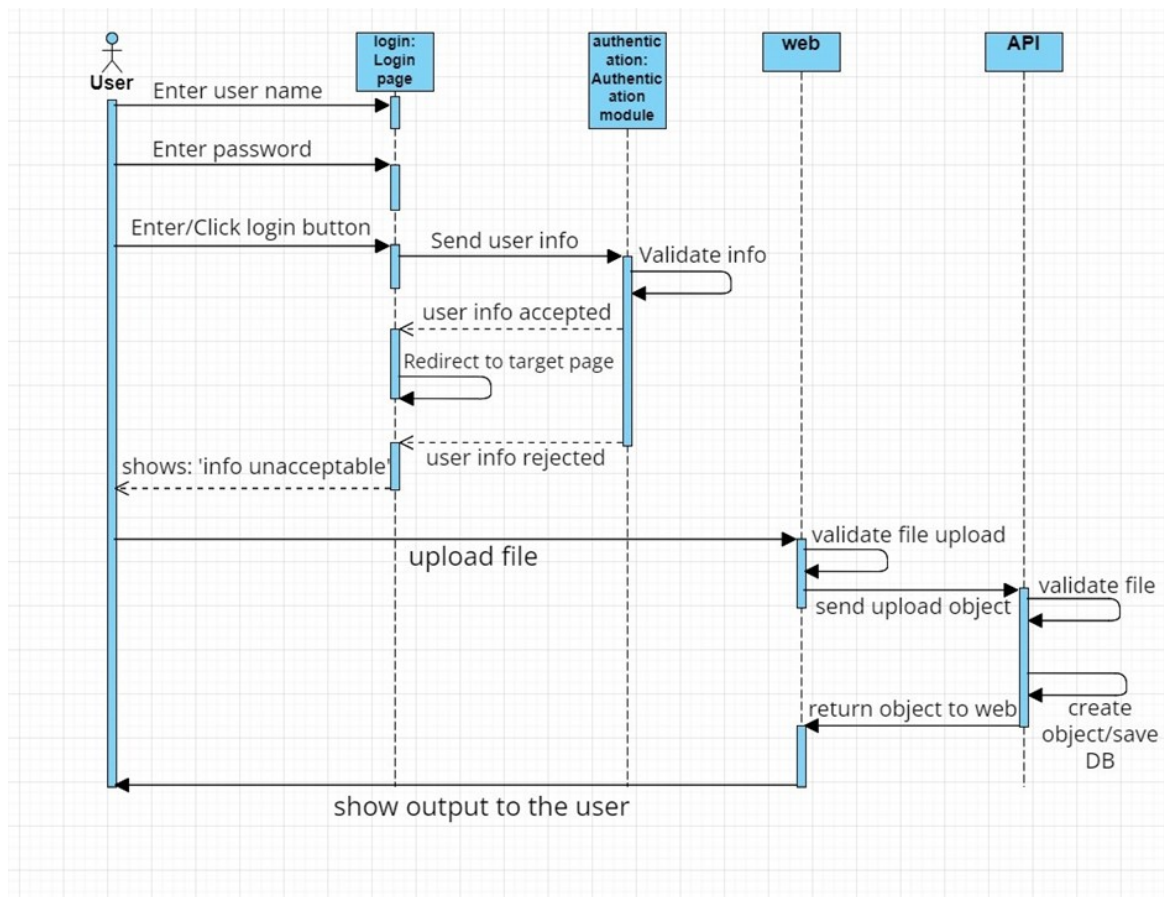 login:
Login
page
authentic
ation:
Authentic
ation
module
web
API
User
Enter user name
Enter password
Enter/Click login button
Send user info
Validate info
user info accepted
Redirect to target page
user info rejected
shows: 'info unacceptable'
validate file upload
upload file
send upload object
validate file
return object to web
create
object/save
DB
show output to the user